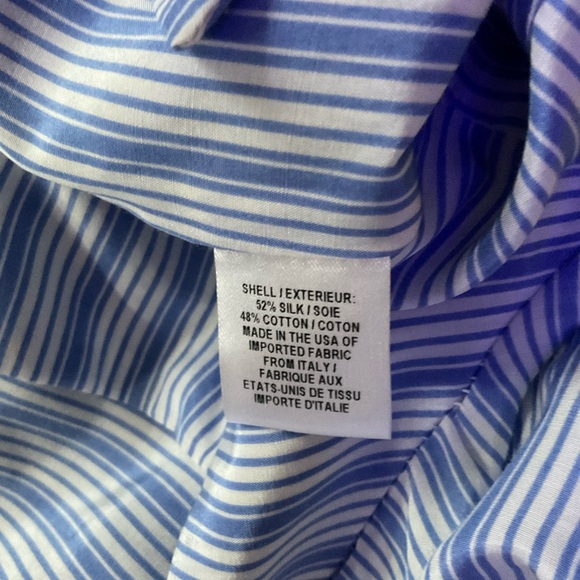 SHELL / EXTERIEUR:
52% SILK / SOIE
48% COTTON / COTON
MADE IN THE USA OF
IMPORTED FABRIC
FROM ITALY /
FABRIQUE AUX
ETATS-UNIS DE TISSU
IMPORTE D'ITALIE